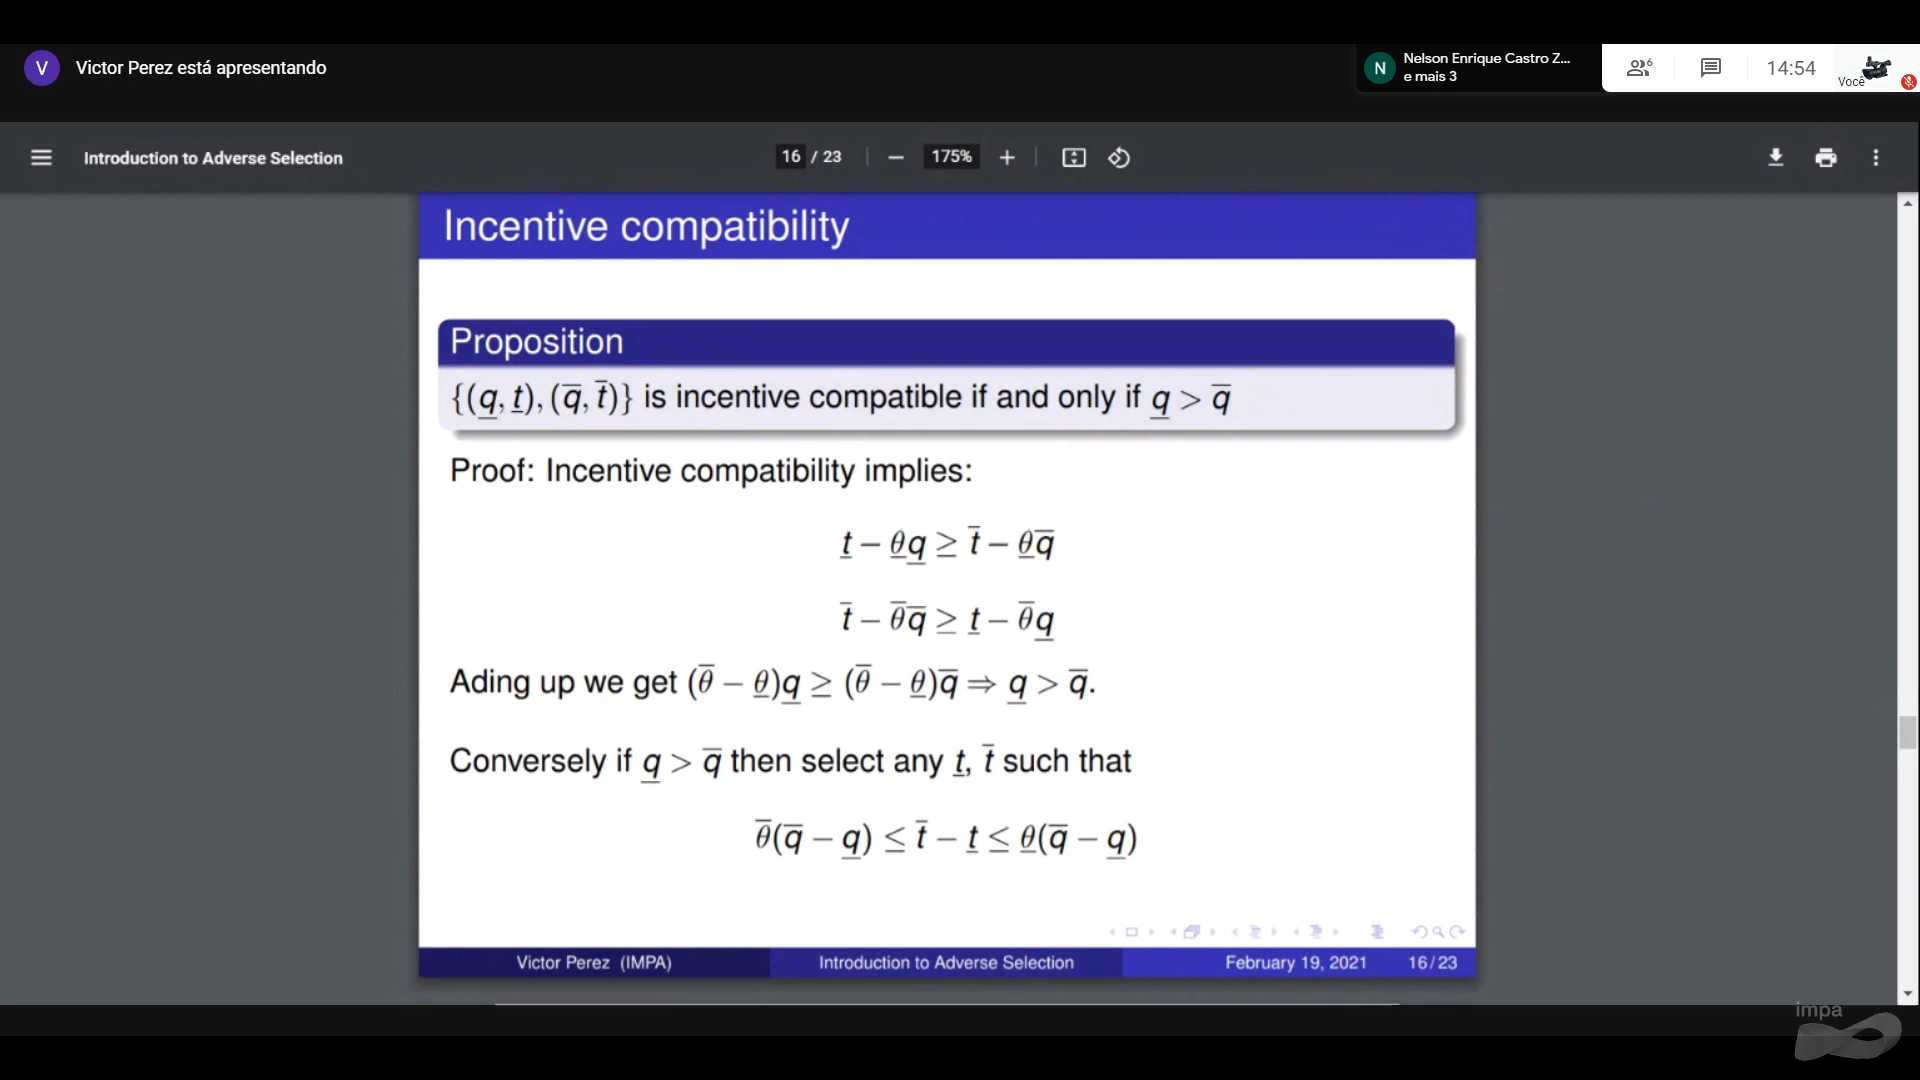 V
Victor Perez está apresentando
N
Nelson Enrique Castro Z...
e mais 3
6
14:54
Você
Introduction to Adverse Selection
16 / 23
175%
Incentive compatibility
Proposition
{(q̲, t̲), (q̅, t̅)} is incentive compatible if and only if q̲ > q̅
Proof: Incentive compatibility implies:
t̲ − θ̲q̲ ≥ t̅ − θ̲q̅
t̅ − θ̅q̅ ≥ t̲ − θ̅q̲
Ading up we get (θ̅ − θ̲)q̲ ≥ (θ̅ − θ̲)q̅ ⇒ q̲ > q̅.
Conversely if q̲ > q̅ then select any t̲, t̅ such that
θ̅(q̅ − q̲) ≤ t̅ − t̲ ≤ θ̲(q̅ − q̲)
Victor Perez (IMPA)
Introduction to Adverse Selection
February 19, 2021
16/23
impa